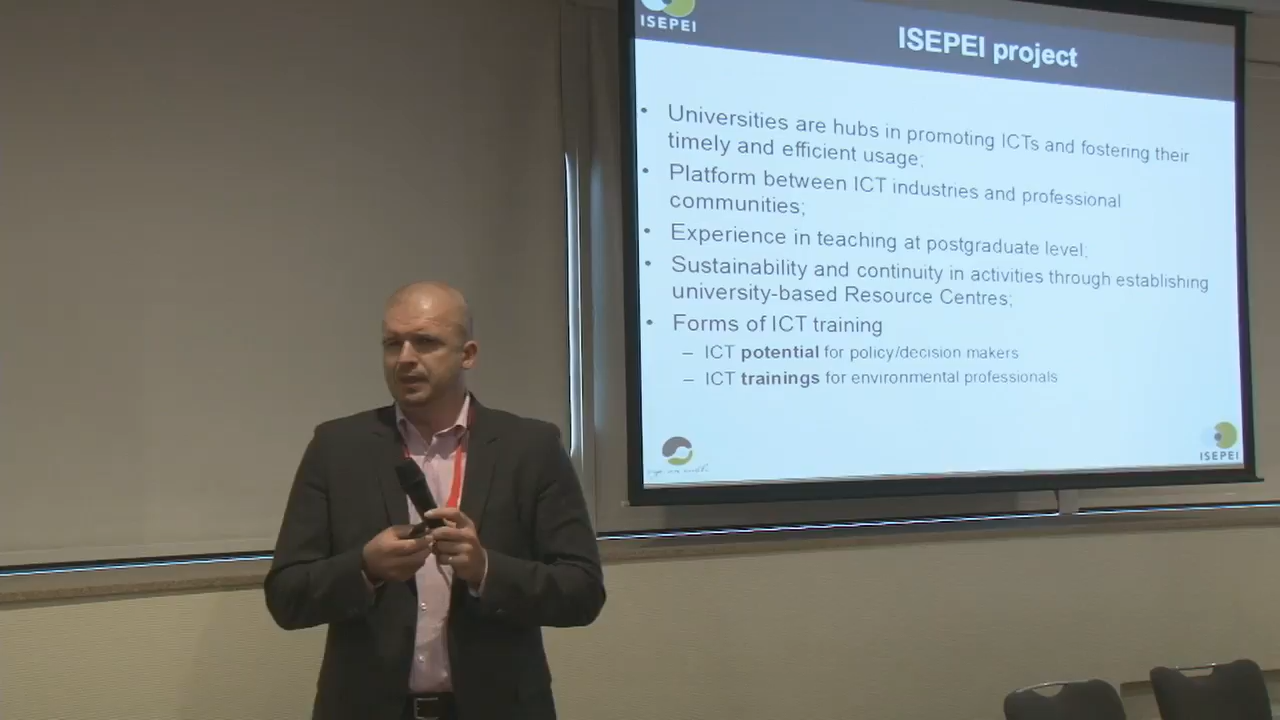 ISEPEI
ISEPEI project
Universities are hubs in promoting ICTs and fostering their
timely and efficient usage;
Platform between ICT industries and professional
communities;
Experience in teaching at postgraduate level;
Sustainability and continuity in activities through establishing
university-based Resource Centres;
Forms of ICT training
– ICT potential for policy/decision makers
– ICT trainings for environmental professionals
ISEPEI